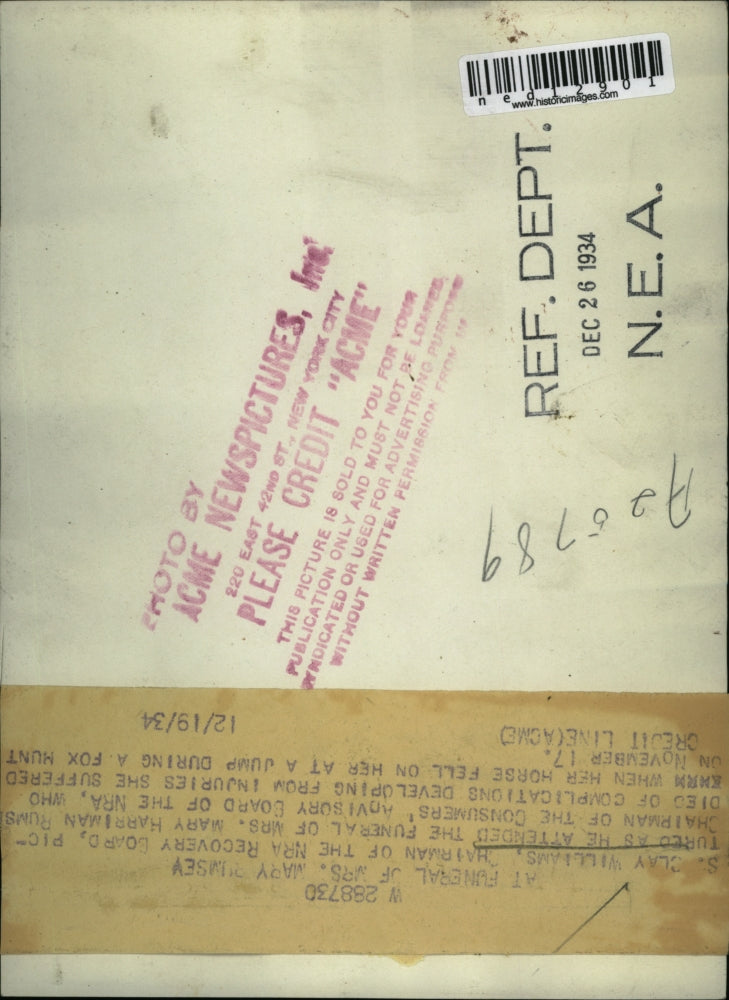 ned12901
www.historicimages.com
REF. DEPT.
DEC 26 1934
N.E.A.
PHOTO BY
ACME NEWSPICTURES, Inc.
220 EAST 42ND ST., NEW YORK CITY
PLEASE CREDIT "ACME"
THIS PICTURE IS SOLD TO YOU FOR YOUR
PUBLICATION ONLY AND MUST NOT BE LOANED,
SYNDICATED OR USED FOR ADVERTISING PURPOSE
WITHOUT WRITTEN PERMISSION FROM US
W 288730
AT FUNERAL OF MRS. MARY RUMSEY
S. CLAY WILLIAMS, CHAIRMAN OF THE NRA RECOVERY BOARD, PIC-
TURED AS HE ATTENDED THE FUNERAL OF MRS. MARY HARRIMAN RUMS
CHAIRMAN OF THE CONSUMERS' ADVISORY BOARD OF THE NRA, WHO
DIED OF COMPLICATIONS DEVELOPING FROM INJURIES SHE SUFFERED
WHEN HER HORSE FELL ON HER AT A JUMP DURING A FOX HUNT
ON NOVEMBER 17.
CREDIT LINE(ACME) 12/19/34